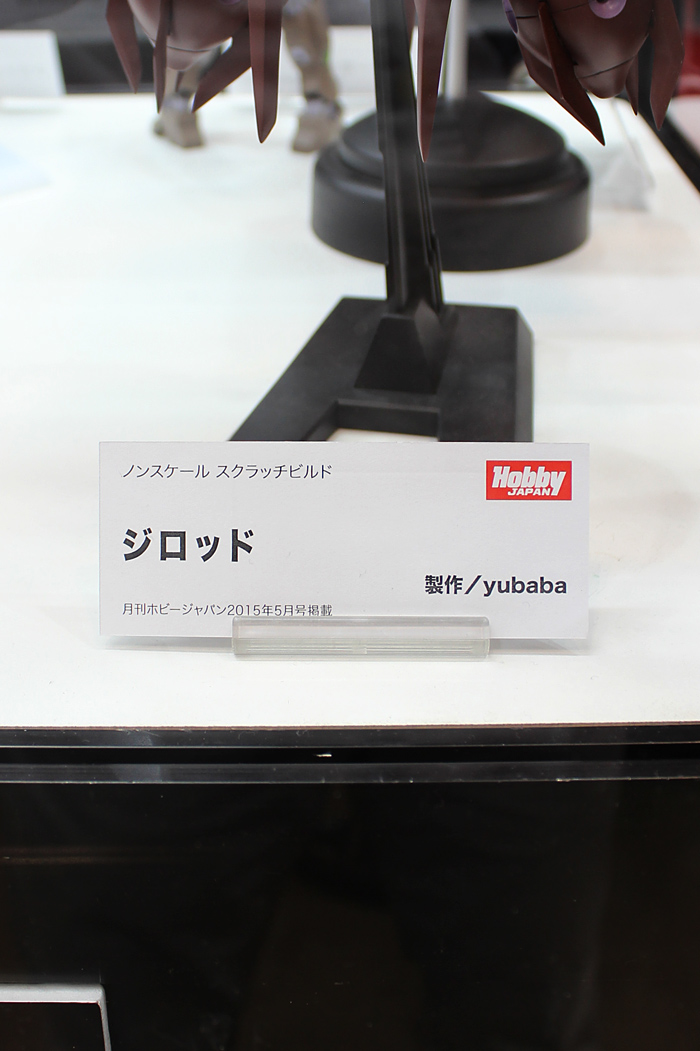 ノンスケール スクラッチビルド
Hobby
JAPAN
ジロッド
製作／yubaba
月刊ホビージャパン2015年5月号掲載